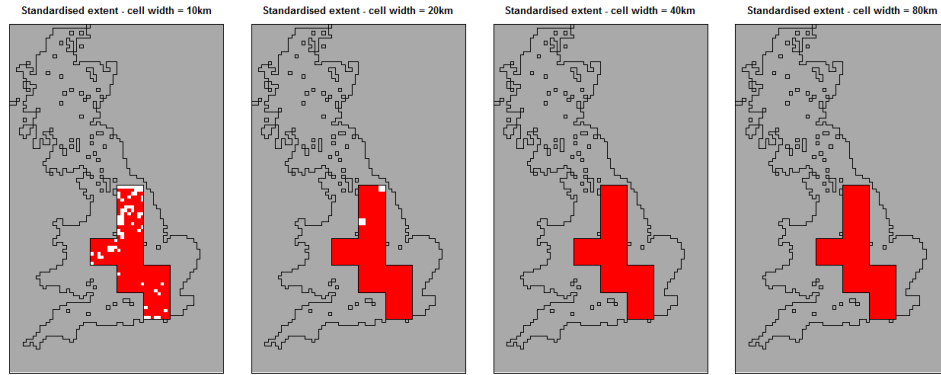 Standardised extent - cell width = 10km
Standardised extent - cell width = 20km
Standardised extent - cell width = 40km
Standardised extent - cell width = 80km